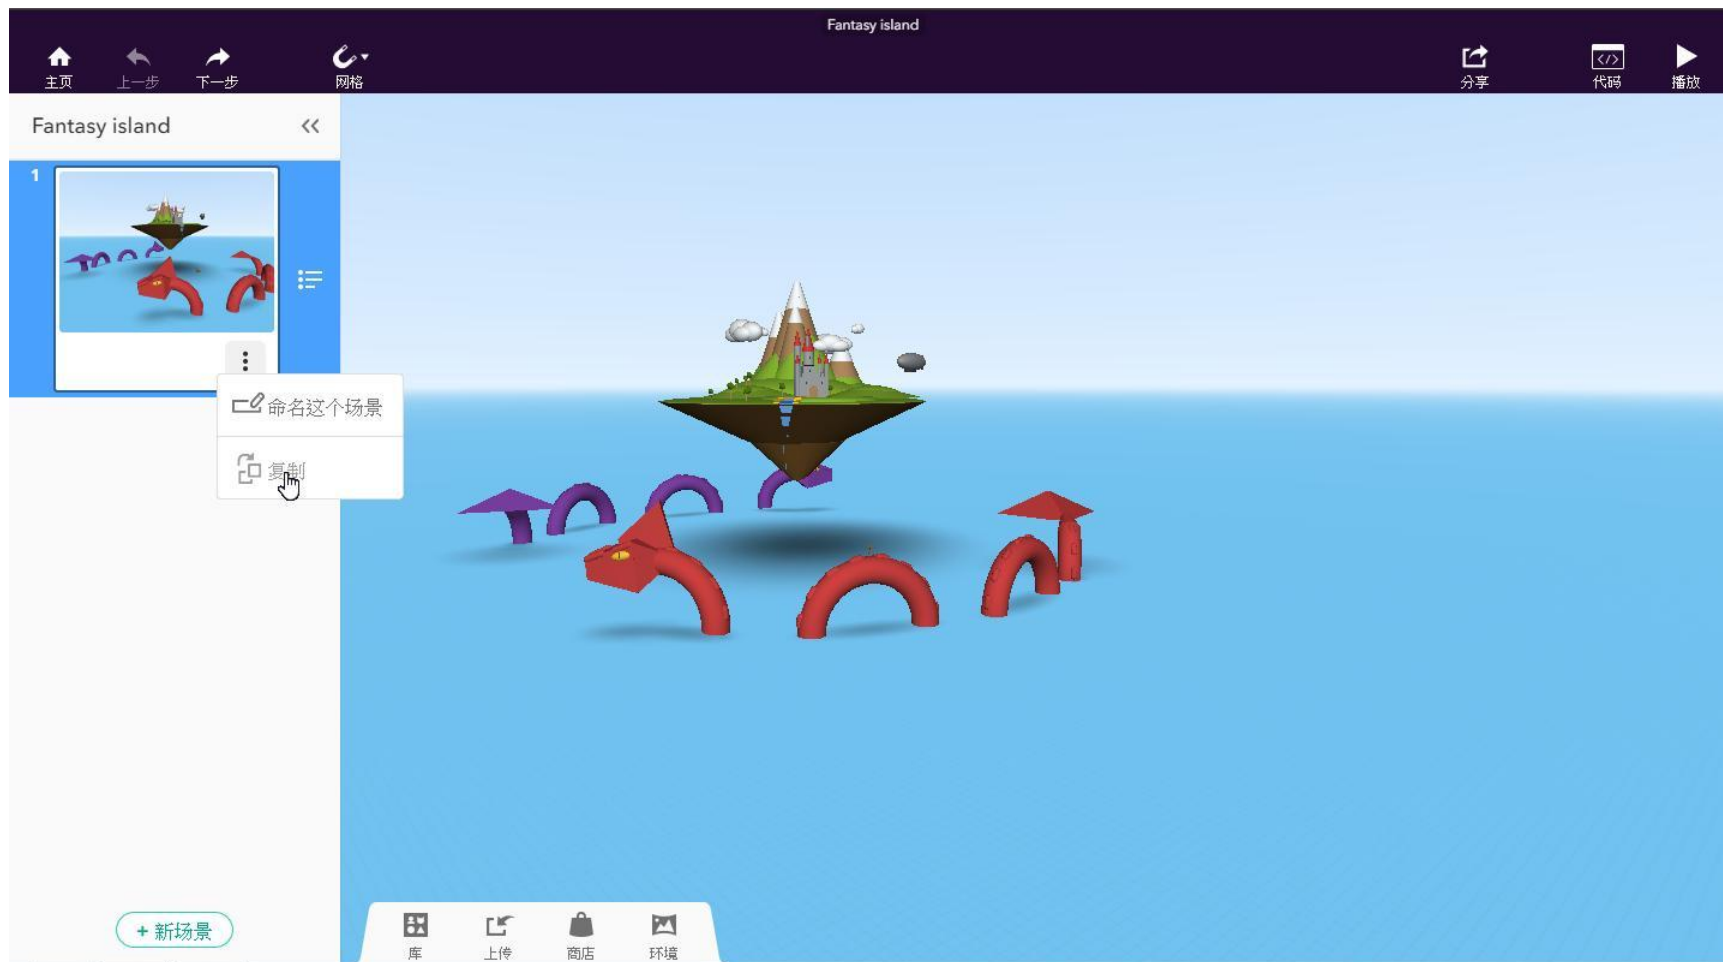 Fantasy island
主页
上一步
下一步
网格
分享
代码
播放
Fantasy island
1
命名这个场景
复制
+ 新场景
库
上传
商店
环境